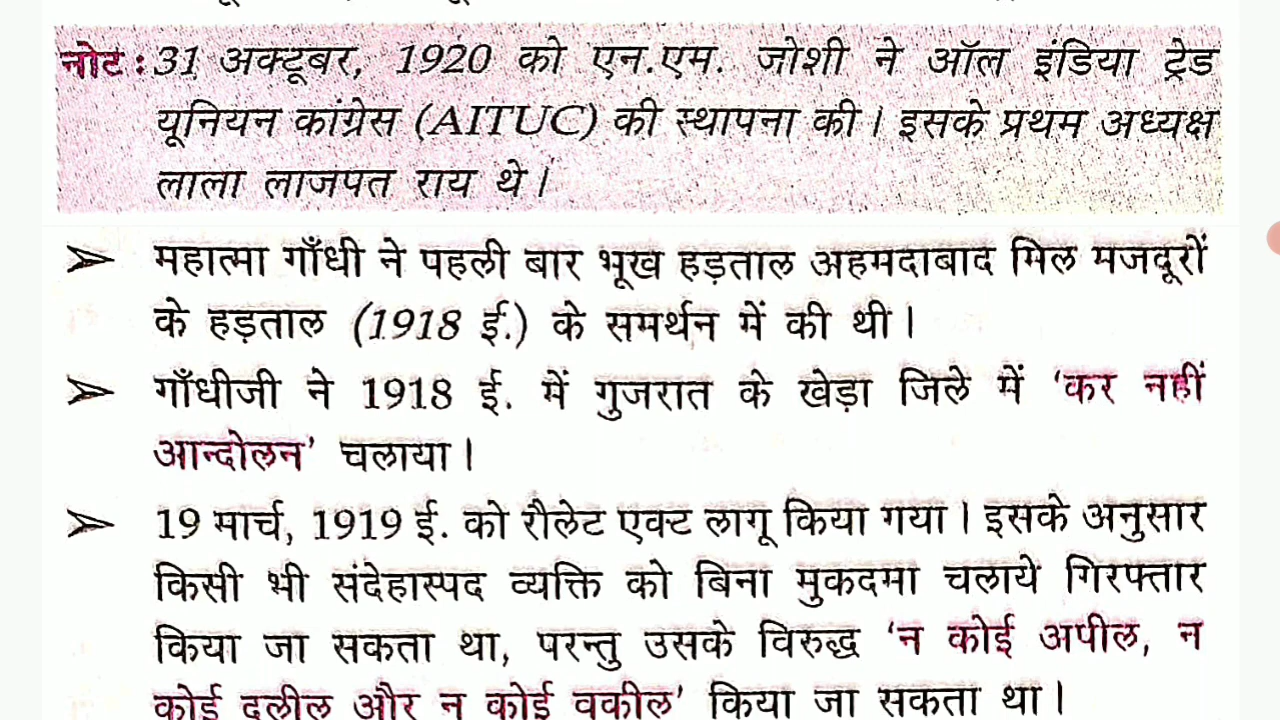 नोट : 31 अक्टूबर, 1920 को एन.एम. जोशी ने ऑल इंडिया ट्रेड
यूनियन कांग्रेस (AITUC) की स्थापना की। इसके प्रथम अध्यक्ष
लाला लाजपत राय थे।
➢ महात्मा गाँधी ने पहली बार भूख हड़ताल अहमदाबाद मिल मजदूरों
के हड़ताल (1918 ई.) के समर्थन में की थी।
➢ गाँधीजी ने 1918 ई. में गुजरात के खेड़ा जिले में ‘कर नहीं
आन्दोलन’ चलाया।
➢ 19 मार्च, 1919 ई. को रौलेट एक्ट लागू किया गया। इसके अनुसार
किसी भी संदेहास्पद व्यक्ति को बिना मुकदमा चलाये गिरफ्तार
किया जा सकता था, परन्तु उसके विरुद्ध ‘न कोई अपील, न
कोई दलील और न कोई वकील’ किया जा सकता था।